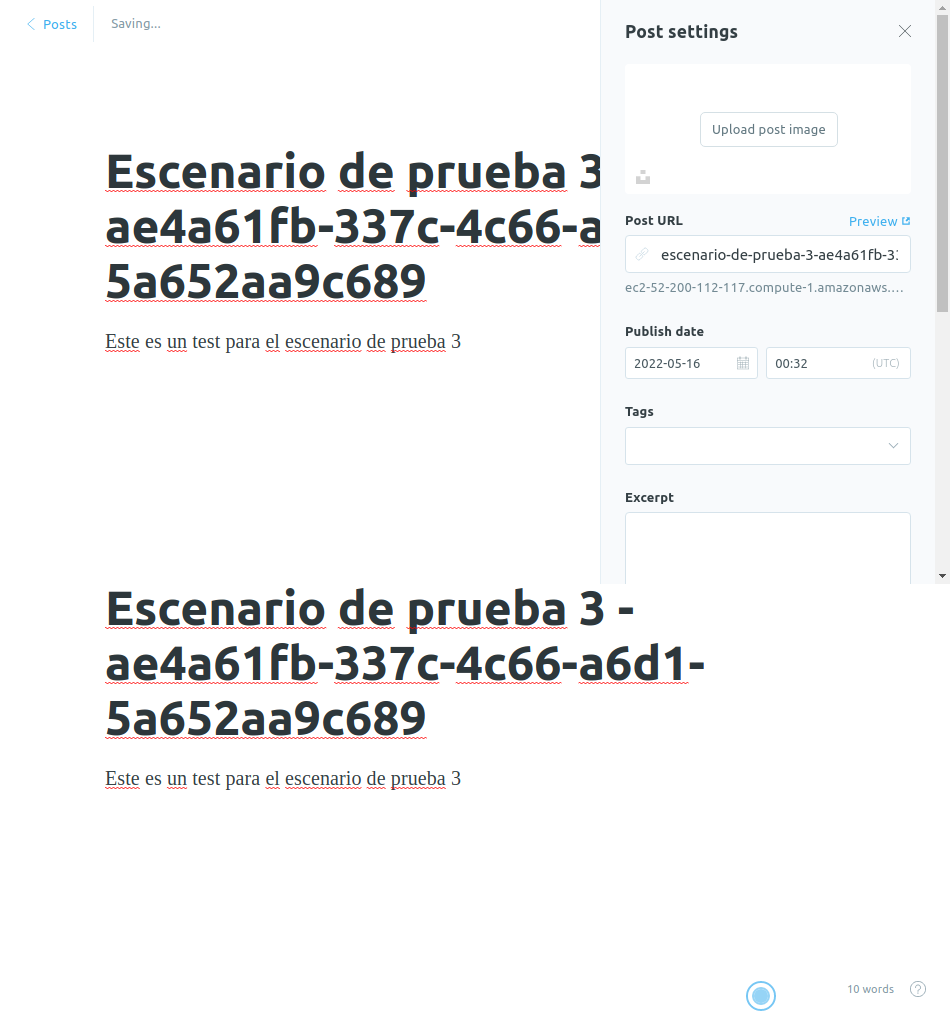 Posts
Saving...
Post settings
Upload post image
Escenario de prueba 3
ae4a61fb-337c-4c66-a
5a652aa9c689
Este es un test para el escenario de prueba 3
Post URL
Preview
escenario-de-prueba-3-ae4a61fb-3
ec2-52-200-112-117.compute-1.amazonaws....
Publish date
2022-05-16
00:32
(UTC)
Tags
Excerpt
Escenario de prueba 3 -
ae4a61fb-337c-4c66-a6d1-
5a652aa9c689
Este es un test para el escenario de prueba 3
10 words
?